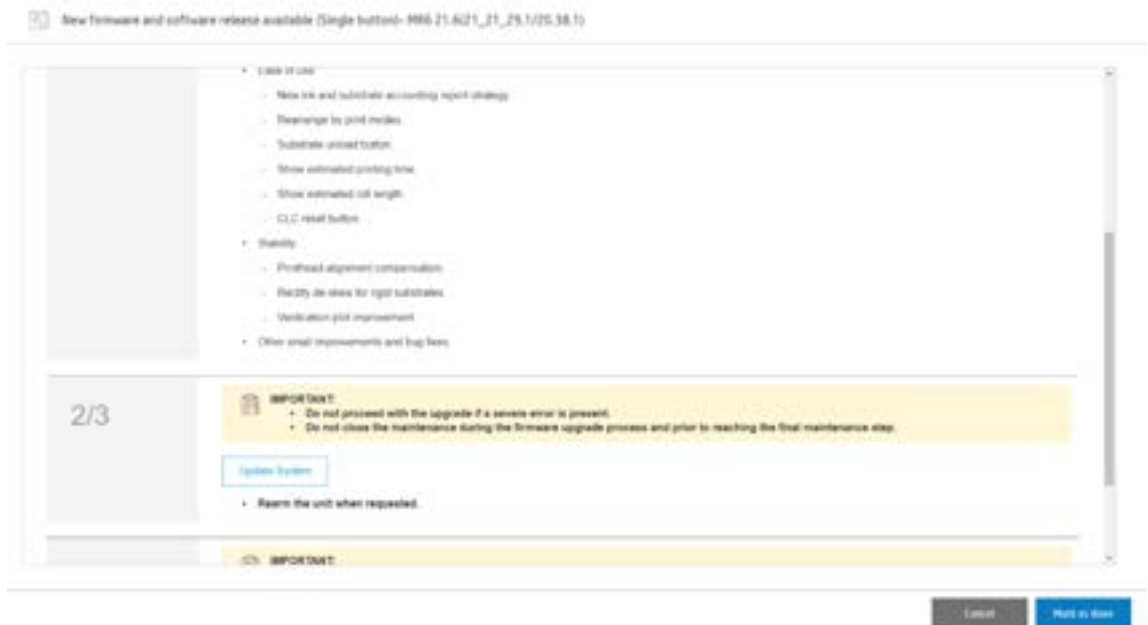 New firmware and software release available (Single button)- MR6 21.6(21_21_29.1/20.38.1)
• Ease of use
- New ink and substrate accounting report strategy
- Rearrange by print modes
- Substrate unload button
- Show estimated printing time
- Show estimated roll length
- CLC reset button
• Stability
- Printhead alignment compensation
- Rectify de-skew for rigid substrates
- Verification plot improvement
• Other small improvements and bug fixes
2/3
IMPORTANT:
• Do not proceed with the upgrade if a severe error is present.
• Do not close the maintenance during the firmware upgrade process and prior to reaching the final maintenance step.
Update System
• Rearm the unit when requested.
IMPORTANT:
Cancel
Mark as done